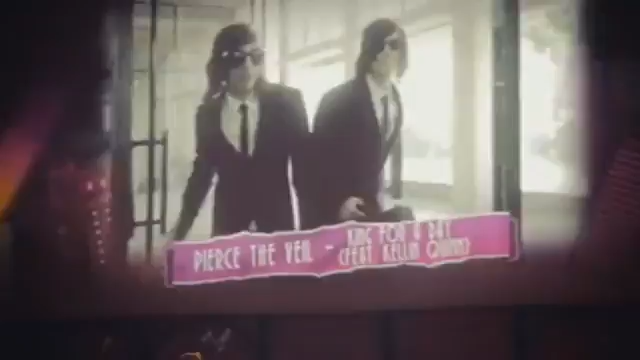 PIERCE THE VEIL -
KING FOR A DAY
(FEAT KELLIN QUINN)